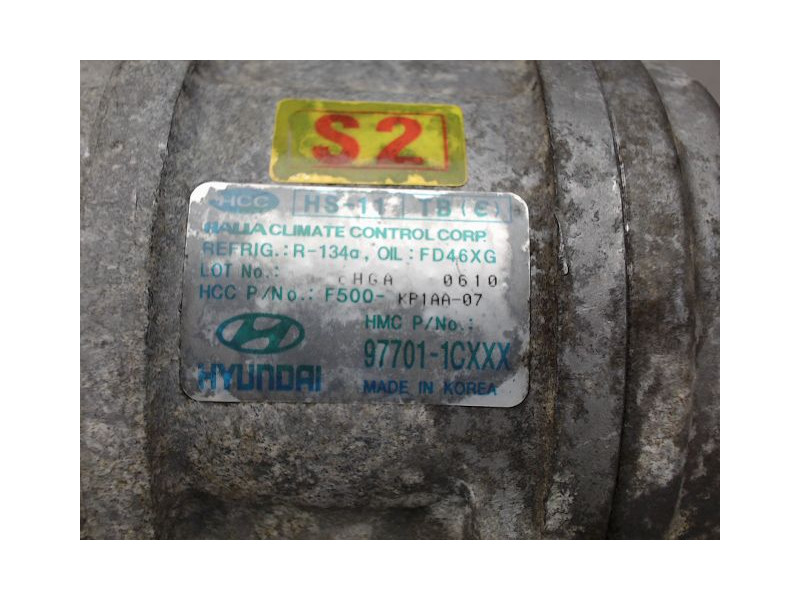 S2
HCC HS-11 TB(E)
HALLA CLIMATE CONTROL CORP.
REFRIG.: R-134a, OIL: FD46XG
LOT No.: 0610
HCC P/No.: F500-KP1AA-07
HMC P/No.:
97701-1CXXX
HYUNDAI MADE IN KOREA